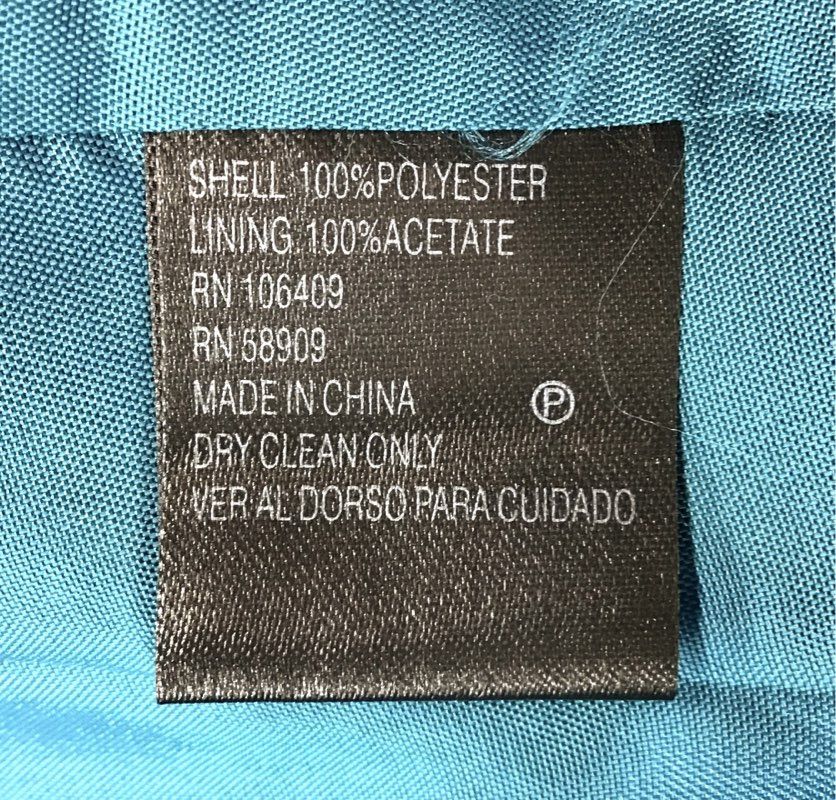 SHELL 100%POLYESTER
LINING 100%ACETATE
RN 106409
RN 58909
MADE IN CHINA
P
DRY CLEAN ONLY
VER AL DORSO PARA CUIDADO